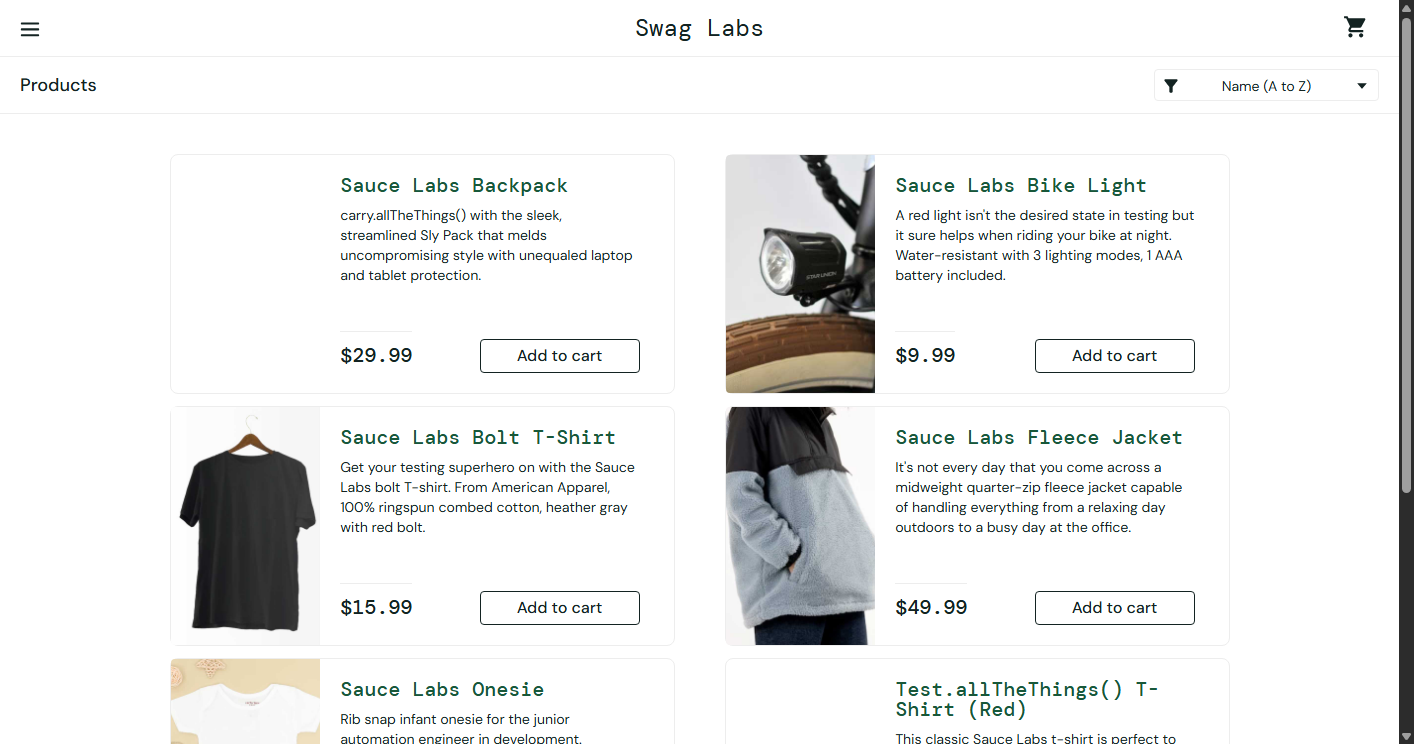 Swag Labs
Products
Name (A to Z)
Sauce Labs Backpack
carry.allTheThings() with the sleek,
streamlined Sly Pack that melds
uncompromising style with unequaled laptop
and tablet protection.
$29.99
Add to cart
Sauce Labs Bike Light
A red light isn't the desired state in testing but
it sure helps when riding your bike at night.
Water-resistant with 3 lighting modes, 1 AAA
battery included.
$9.99
Add to cart
STAR UNION
Sauce Labs Bolt T-Shirt
Get your testing superhero on with the Sauce
Labs bolt T-shirt. From American Apparel,
100% ringspun combed cotton, heather gray
with red bolt.
$15.99
Add to cart
Sauce Labs Fleece Jacket
It's not every day that you come across a
midweight quarter-zip fleece jacket capable
of handling everything from a relaxing day
outdoors to a busy day at the office.
$49.99
Add to cart
Sauce Labs Onesie
Rib snap infant onesie for the junior
automation engineer in development.
Test.allTheThings() T-
Shirt (Red)
This classic Sauce Labs t-shirt is perfect to